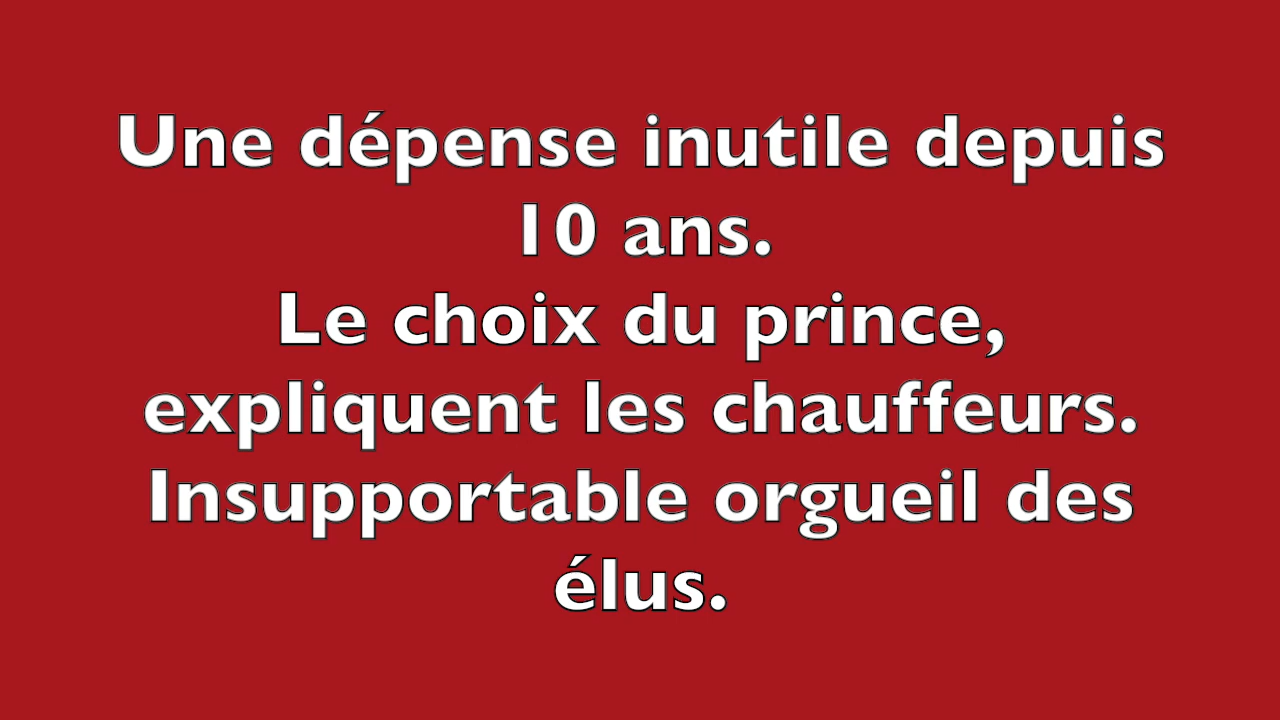 Une dépense inutile depuis
10 ans.
Le choix du prince,
expliquent les chauffeurs.
Insupportable orgueil des
élus.